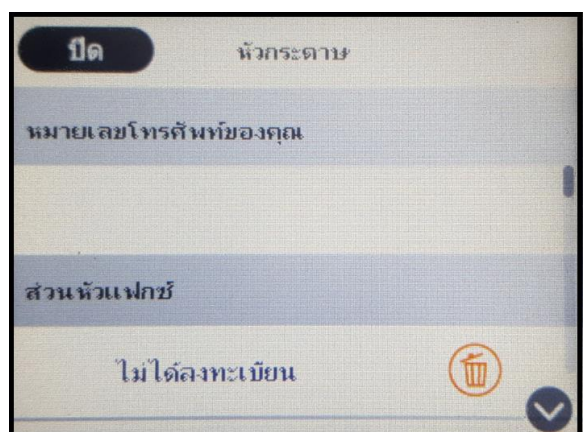 ปิด
หัวกระดาษ
หมายเลขโทรศัพท์ของคุณ
ส่วนหัวแฟกซ์
ไม่ได้ลงทะเบียน